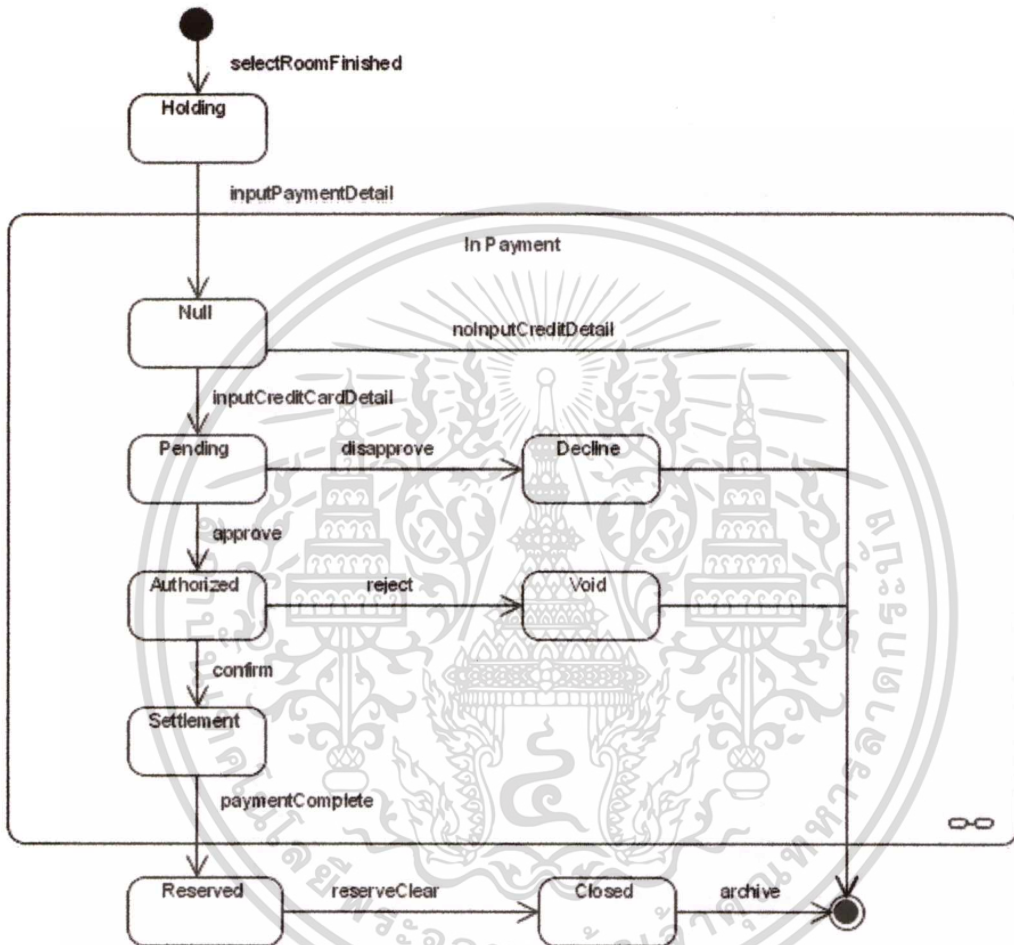 selectRoomFinished
Holding
inputPaymentDetail
In Payment
Null
noInputCreditDetail
inputCreditCardDetail
Pending
disapprove
Decline
approve
Authorized
reject
Void
confirm
Settlement
paymentComplete
Reserved
reserveClear
Closed
archive